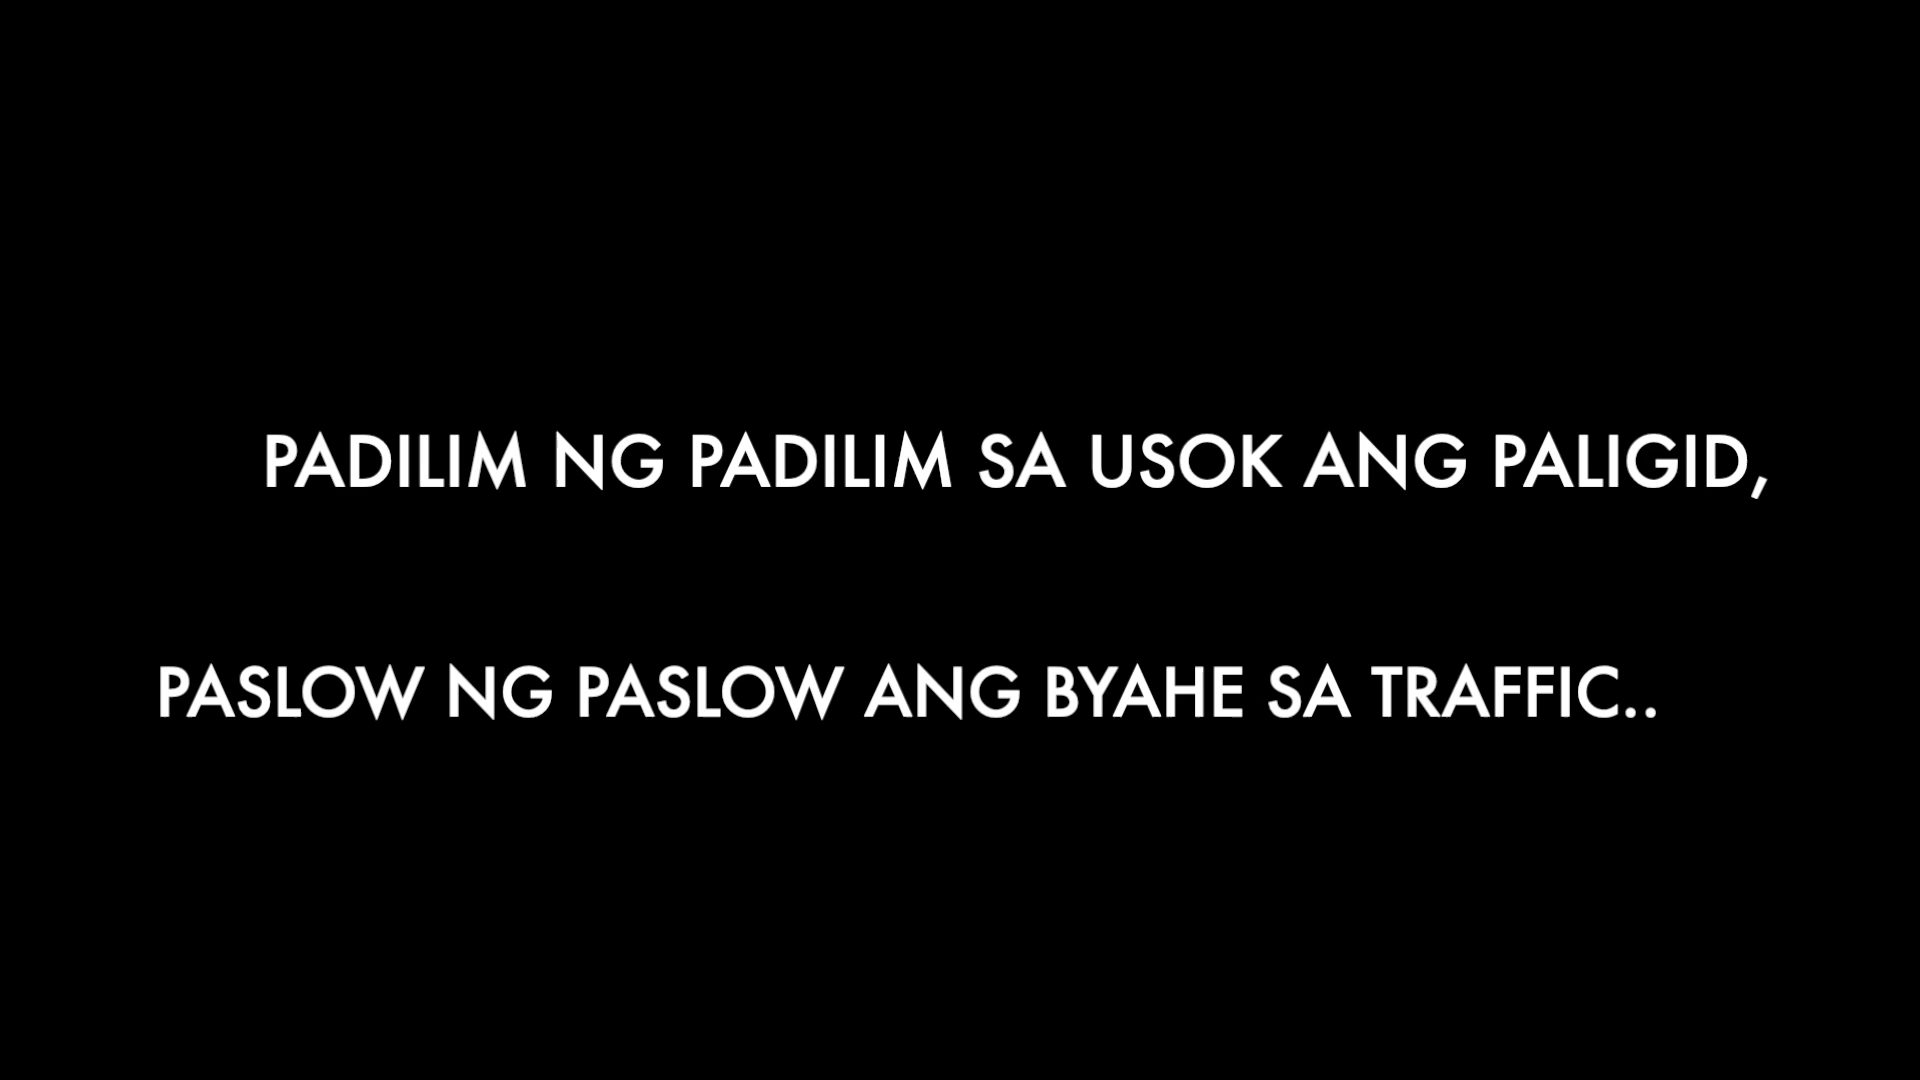 PADILIM NG PADILIM SA USOK ANG PALIGID,
PASLOW NG PASLOW ANG BYAHE SA TRAFFIC..